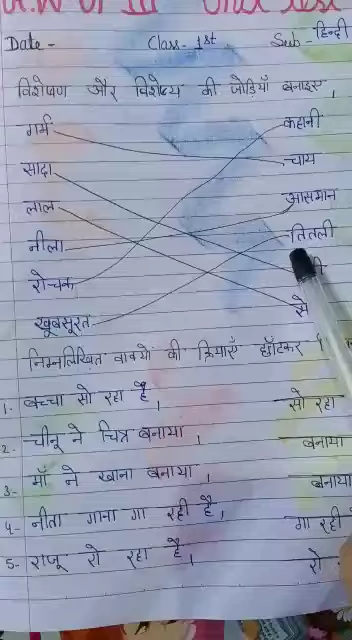 Date - Class - 1st Sub - हिन्दी
विशेषण और विशेष्य की जोडियाँ बनाइए ,
गर्म कहानी
सादा चाय
लाल आसमान
नीला तितली
रोचक
खुबसूरत से
निम्नलिखित वाक्यों की क्रियाएँ छाँटकर
1. बच्चा सो रहा है , सो रहा
2. चीनू ने चित्र बनाया , बनाया
3- माँ ने खाना बनाया , बनाया
4- नीता गाना गा रही है , गा रही
5- राजू रो रहा है , रो